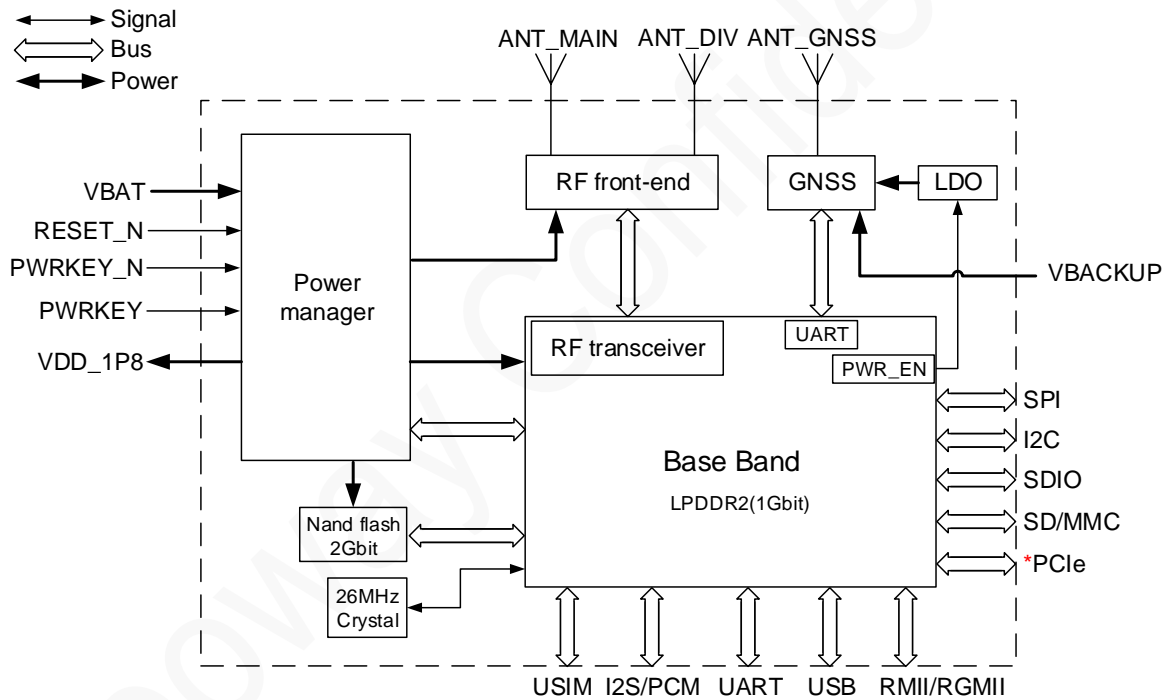 Signal
Bus
Power
ANT_MAIN ANT_DIV ANT_GNSS
RF front-end
GNSS
LDO
VBAT
RESET_N
PWRKEY_N
PWRKEY
VDD_1P8
Power
manager
VBACKUP
RF transceiver
UART
PWR_EN
Base Band
LPDDR2(1Gbit)
SPI
I2C
SDIO
SD/MMC
*PCIe
Nand flash
2Gbit
26MHz
Crystal
USIM I2S/PCM UART USB RMII/RGMII